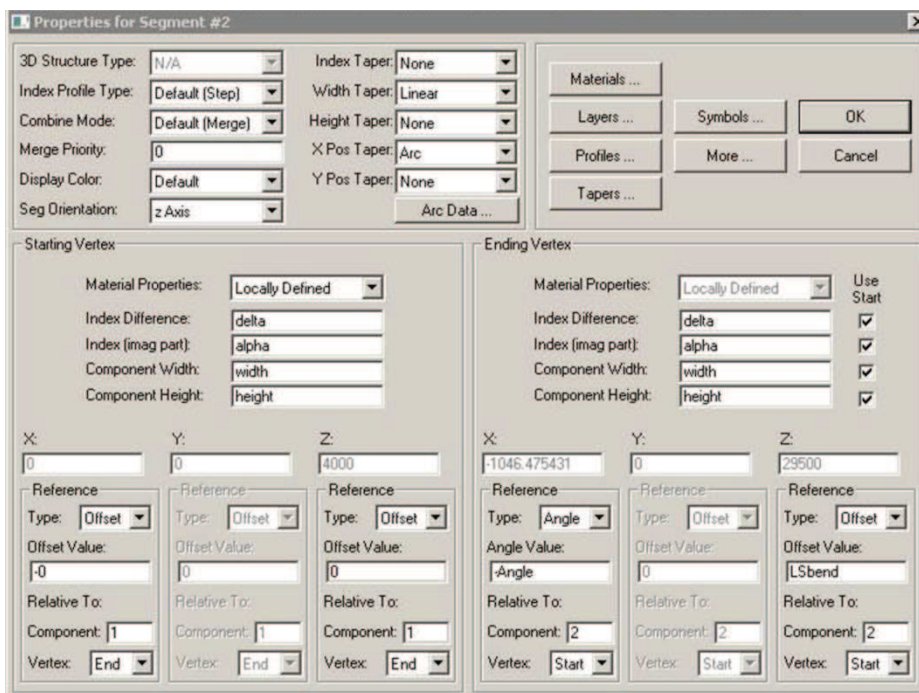 Properties for Segment #2
3D Structure Type: N/A
Index Profile Type: Default (Step)
Combine Mode: Default (Merge)
Merge Priority: 0
Display Color: Default
Seg Orientation: z Axis
Index Taper: None
Width Taper: Linear
Height Taper: None
X Pos Taper: Arc
Y Pos Taper: None
Arc Data ...
Materials ...
Layers ... Symbols ... OK
Profiles ... More ... Cancel
Tapers ...
Starting Vertex
Material Properties: Locally Defined
Index Difference: delta
Index (imag part): alpha
Component Width: width
Component Height: height
X: Y: Z:
0 0 4000
Reference Reference Reference
Type: Offset Type: Offset Type: Offset
Offset Value: Offset Value: Offset Value:
-0 0 0
Relative To: Relative To: Relative To:
Component: 1 Component: 1 Component: 1
Vertex: End Vertex: End Vertex: End
Ending Vertex
Material Properties: Locally Defined Use Start
Index Difference: delta
Index (imag part): alpha
Component Width: width
Component Height: height
X: Y: Z:
-1046.475431 0 29500
Reference Reference Reference
Type: Angle Type: Offset Type: Offset
Angle Value: Offset Value: Offset Value:
-Angle 0 LSbend
Relative To: Relative To: Relative To:
Component: 2 Component: 2 Component: 2
Vertex: Start Vertex: Start Vertex: Start